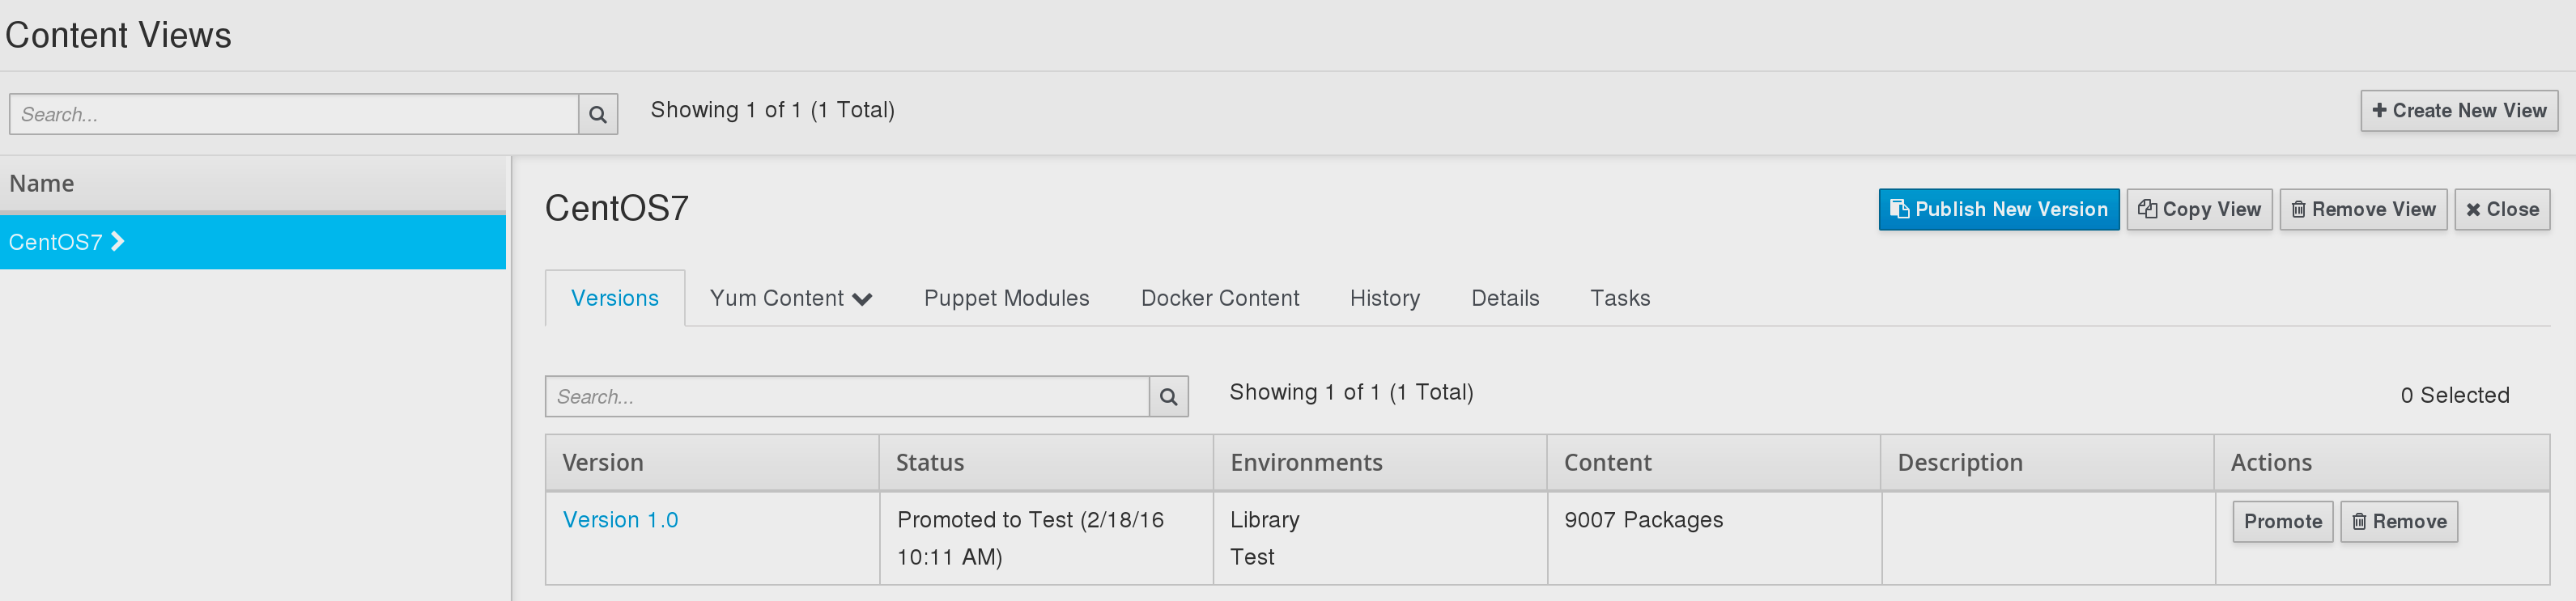 Content Views
Search...
Showing 1 of 1 (1 Total)
Create New View
Name
CentOS7
CentOS7
Publish New Version
Copy View
Remove View
Close
Versions
Yum Content
Puppet Modules
Docker Content
History
Details
Tasks
Search...
Showing 1 of 1 (1 Total)
0 Selected
Version
Status
Environments
Content
Description
Actions
Version 1.0
Promoted to Test (2/18/16
10:11 AM)
Library
Test
9007 Packages
Promote
Remove